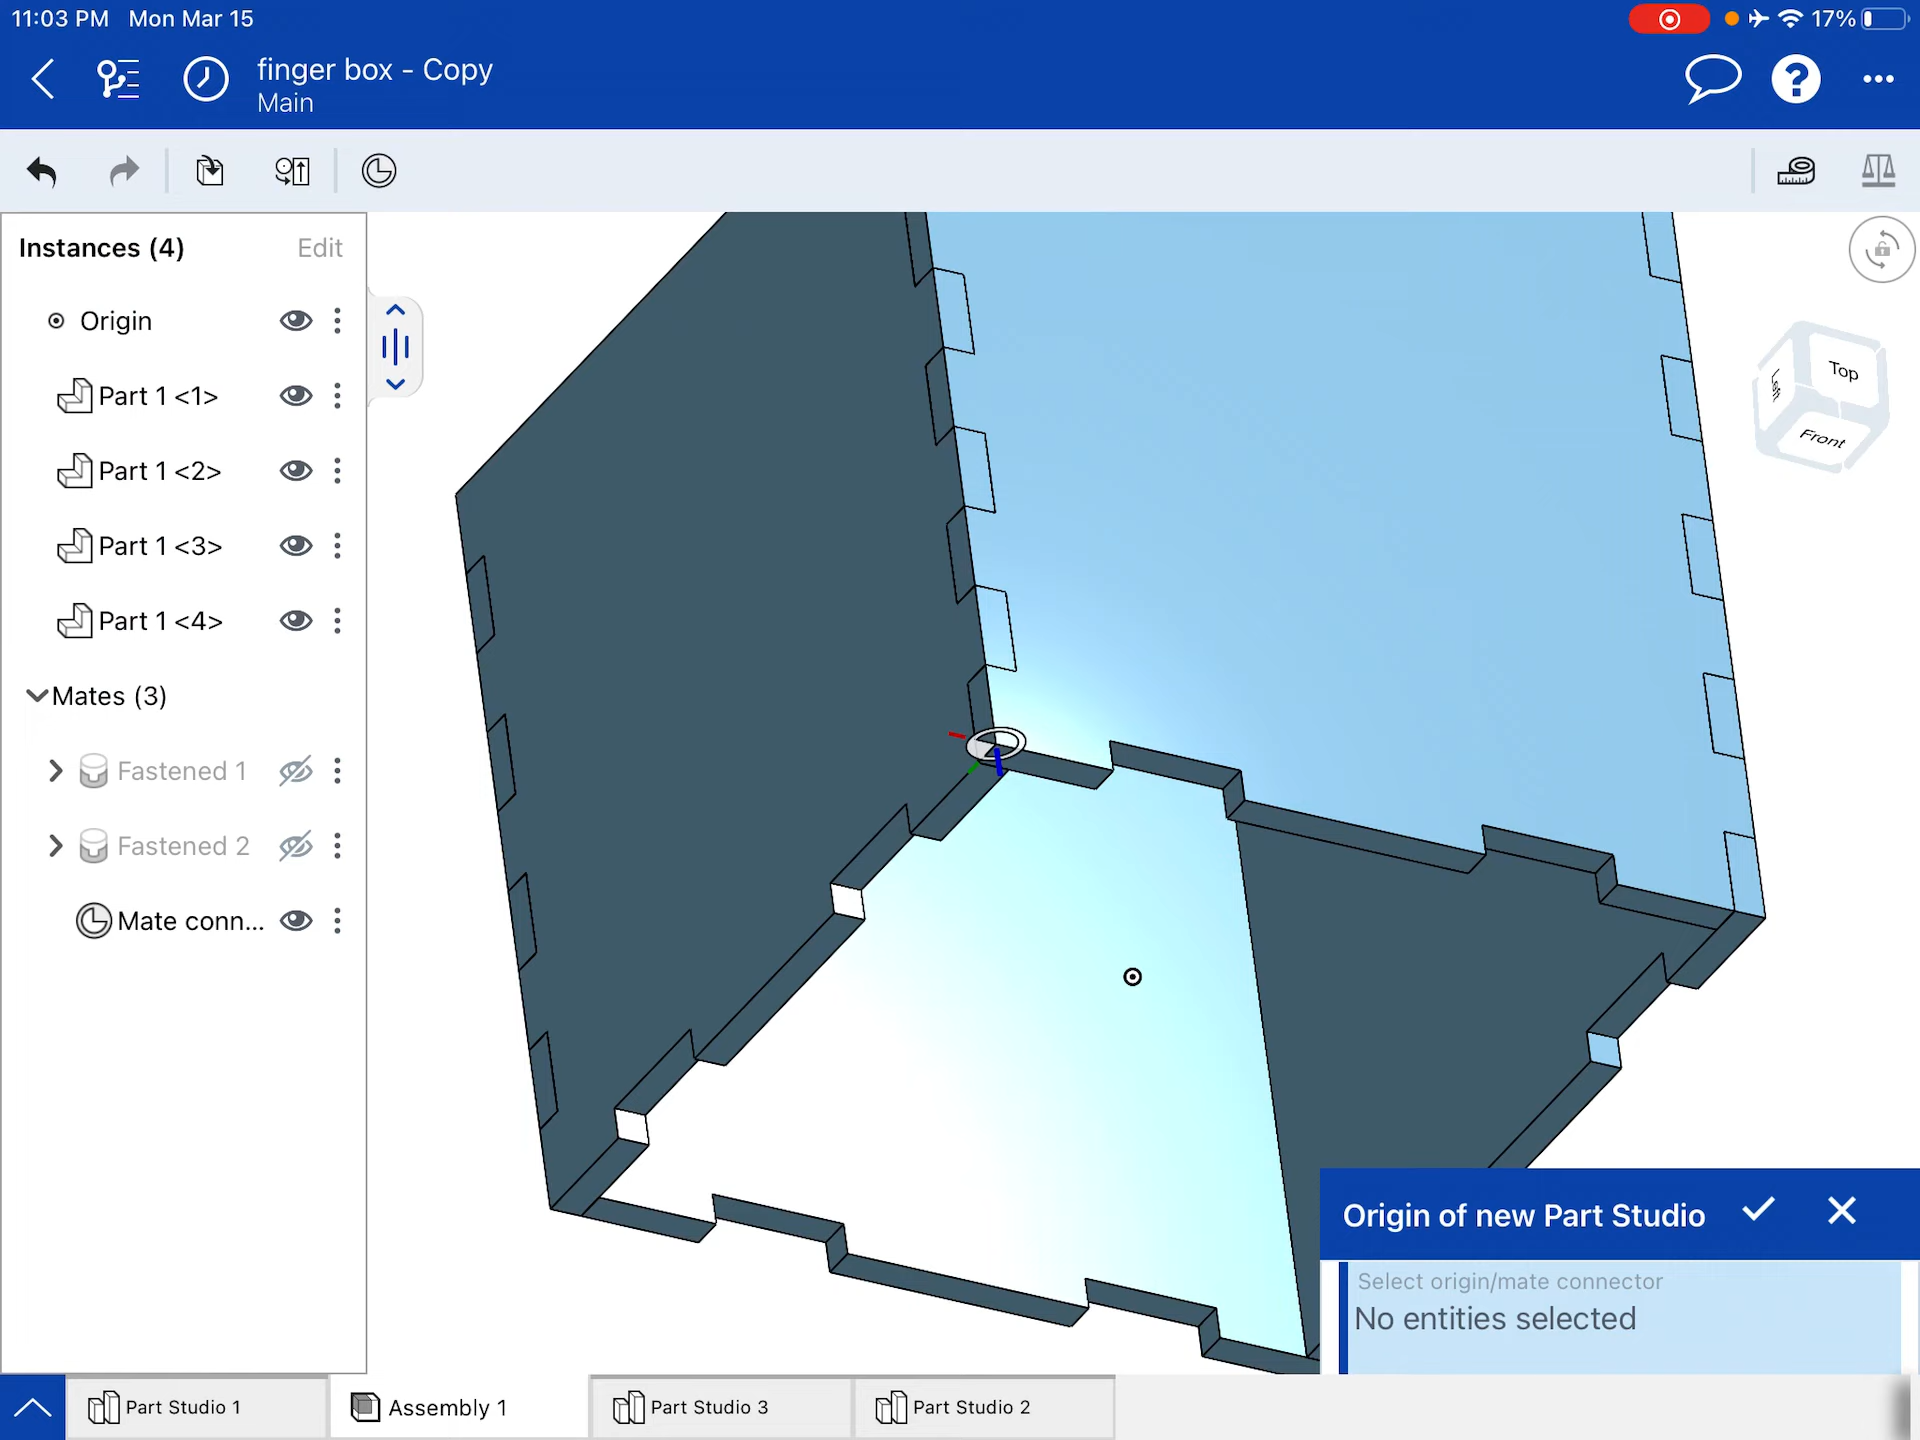 11:03 PM Mon Mar 15
17%
finger box - Copy
Main
Instances (4)
Edit
Origin
Part 1 <1>
Part 1 <2>
Part 1 <3>
Part 1 <4>
Mates (3)
Fastened 1
Fastened 2
Mate conn...
Top
Left
Front
Origin of new Part Studio
Select origin/mate connector
No entities selected
Part Studio 1
Assembly 1
Part Studio 3
Part Studio 2